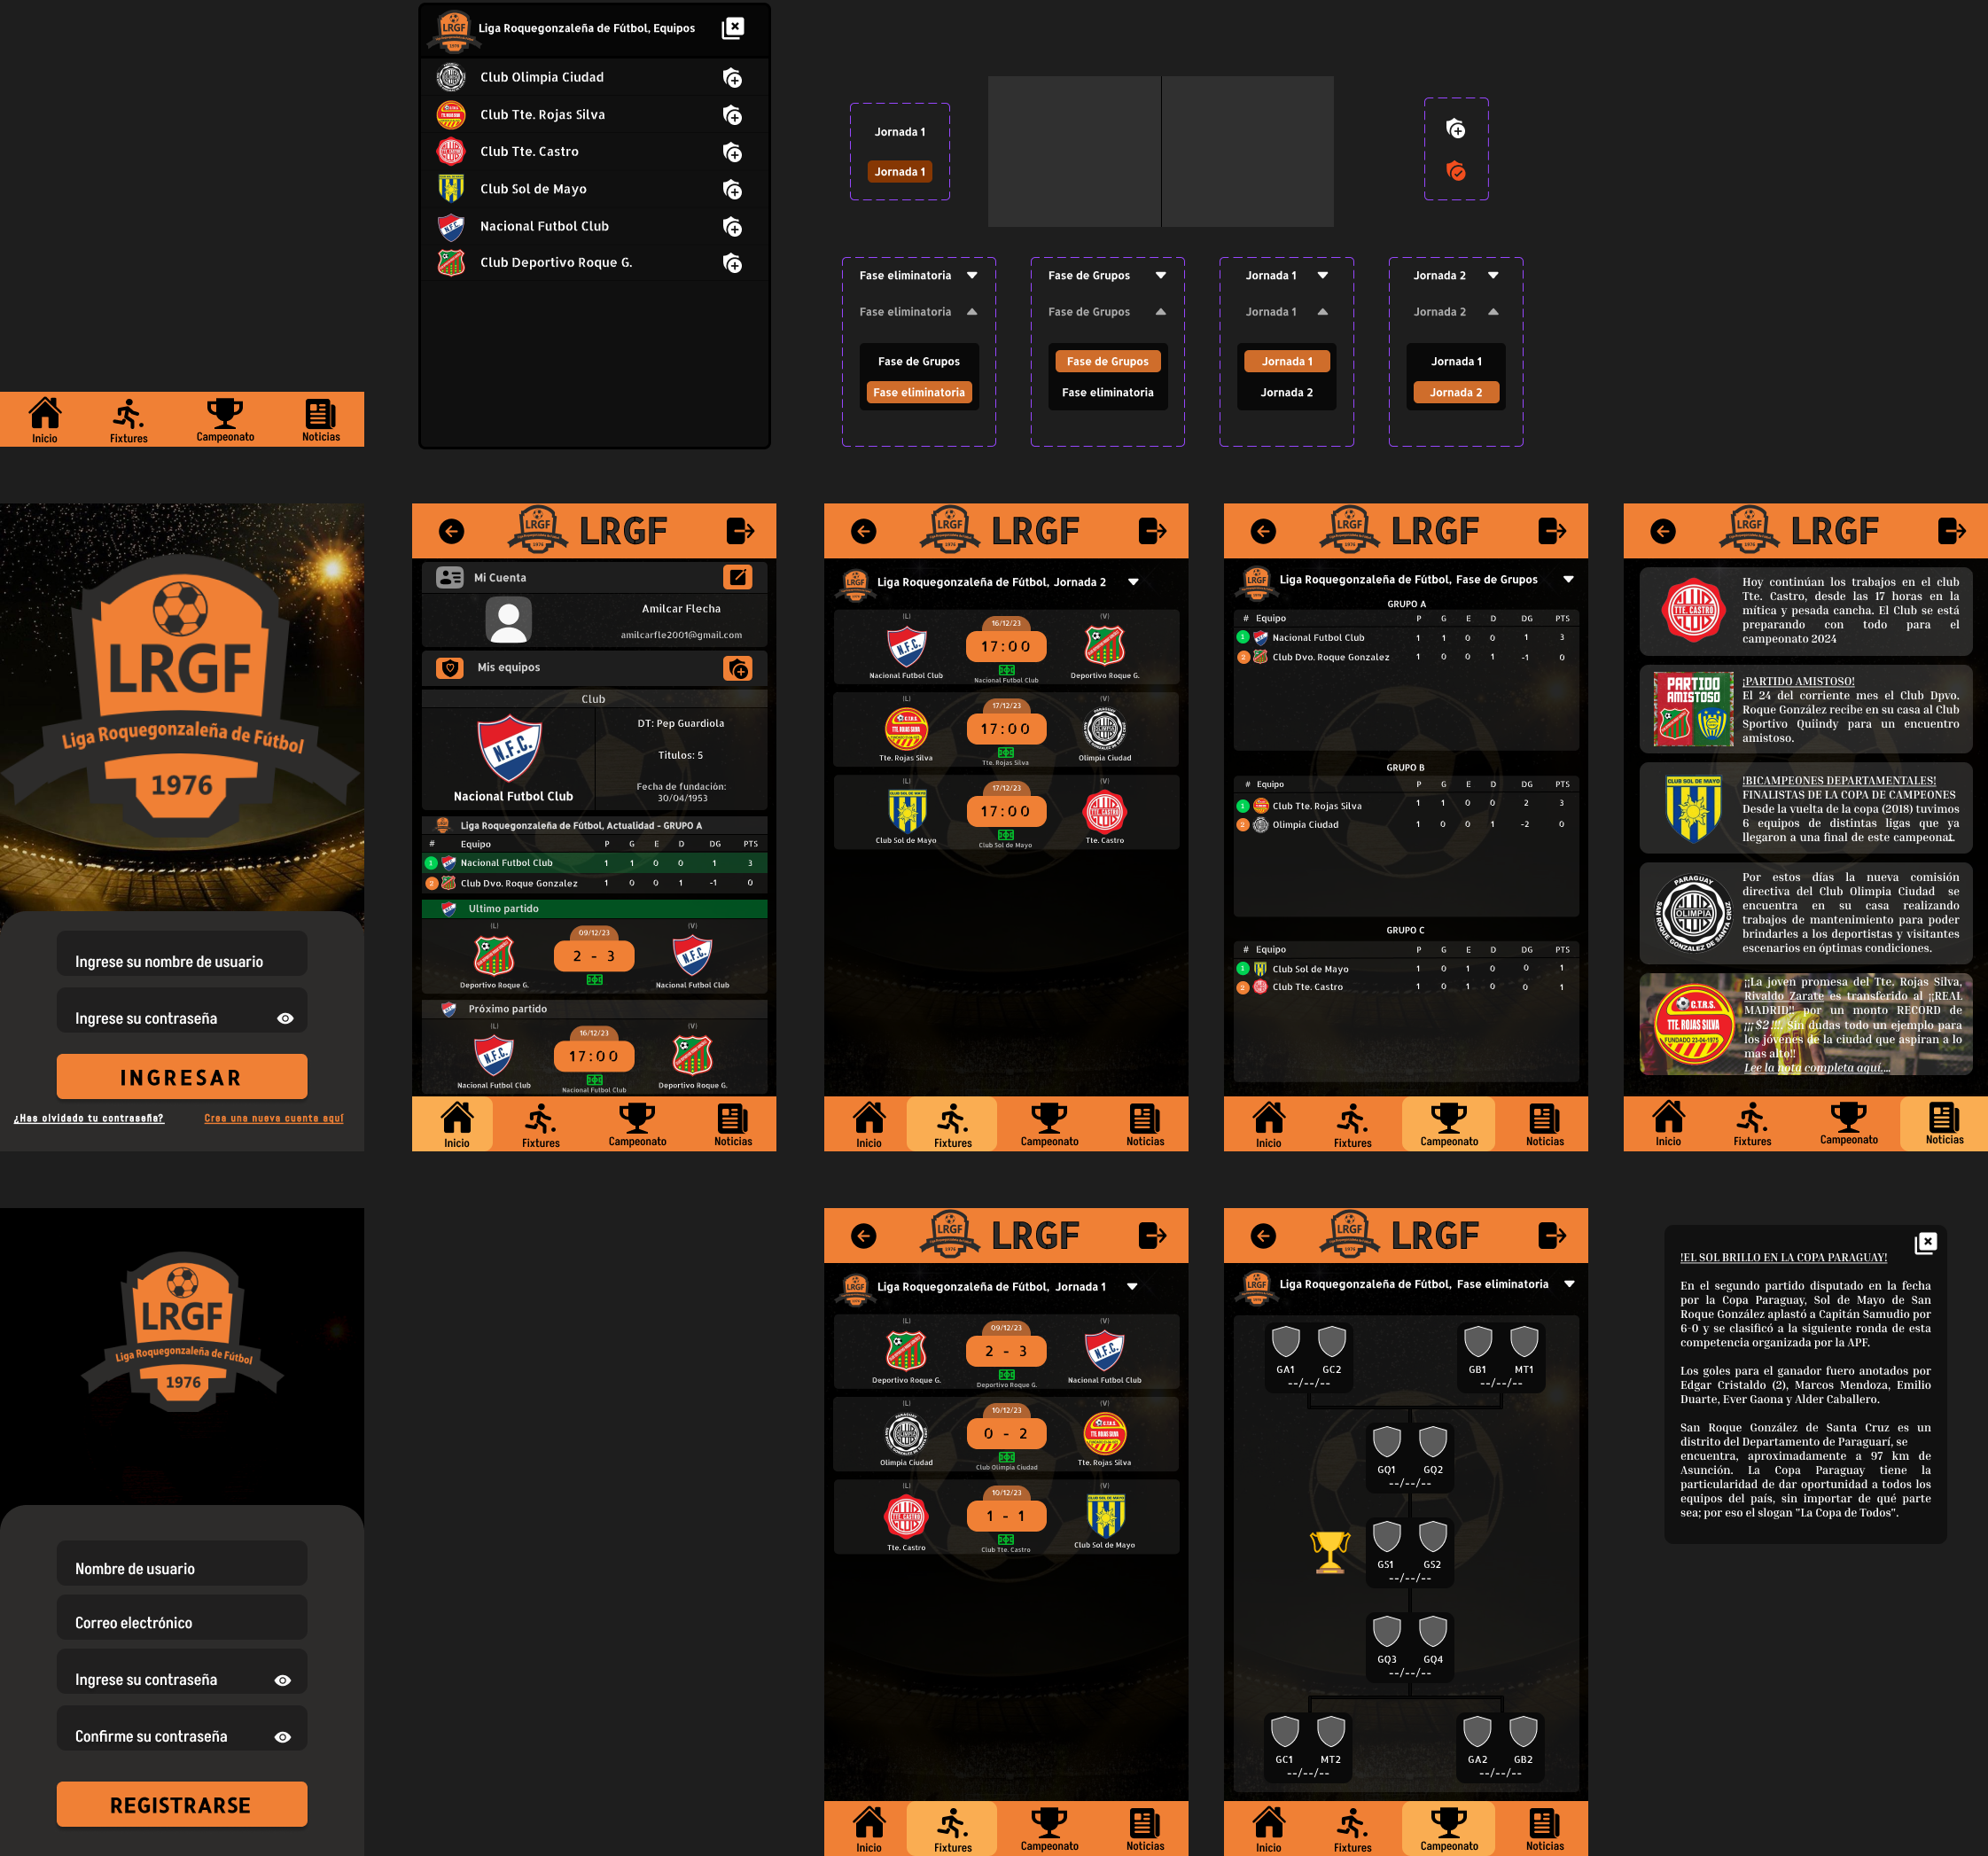 LRGF
Liga Roquegonzaleña de Fútbol, Equipos
Club Olimpia Ciudad
Club Tte. Rojas Silva
Club Tte. Castro
Club Sol de Mayo
Nacional Futbol Club
Club Deportivo Roque G.
Jornada 1
Jornada 1
Fase eliminatoria
Fase eliminatoria
Fase de Grupos
Fase eliminatoria
Fase de Grupos
Fase de Grupos
Fase de Grupos
Fase eliminatoria
Jornada 1
Jornada 1
Jornada 1
Jornada 2
Jornada 2
Jornada 2
Jornada 1
Jornada 2
Inicio Fixtures Campeonato Noticias
LRGF
Liga Roquegonzaleña de Fútbol
1976
Ingrese su nombre de usuario
Ingrese su contraseña
INGRESAR
¿Has olvidado tu contraseña? Crea una nueva cuenta aquí
LRGF 1976 LRGF
Mi Cuenta
Amilcar Flecha
amilcarfle2001@gmail.com
Mis equipos
Club
N.F.C.
Nacional Futbol Club
DT: Pep Guardiola
Titulos: 5
Fecha de fundación:
30/04/1953
Liga Roquegonzaleña de Fútbol, Actualidad - GRUPO A
# Equipo P G E D DG PTS
1 Nacional Futbol Club 1 1 0 0 1 3
2 Club Dvo. Roque Gonzalez 1 0 0 1 -1 0
Ultimo partido
(L) 09/12/23 (V)
2 - 3
Deportivo Roque G. Nacional Futbol Club
Próximo partido
(L) 16/12/23 (V)
17:00
Nacional Futbol Club Nacional Futbol Club Deportivo Roque G.
Inicio Fixtures Campeonato Noticias
LRGF 1976 LRGF
Liga Roquegonzaleña de Fútbol, Jornada 2
(L) 16/12/23 (V)
17:00
Nacional Futbol Club Nacional Futbol Club Deportivo Roque G.
(L) 17/12/23 (V)
17:00
Tte. Rojas Silva Tte. Rojas Silva Olimpia Ciudad
(L) 17/12/23 (V)
17:00
Club Sol de Mayo Club Sol de Mayo Tte. Castro
Inicio Fixtures Campeonato Noticias
LRGF 1976 LRGF
Liga Roquegonzaleña de Fútbol, Fase de Grupos
GRUPO A
# Equipo P G E D DG PTS
1 Nacional Futbol Club 1 1 0 0 1 3
2 Club Dvo. Roque Gonzalez 1 0 0 1 -1 0
GRUPO B
# Equipo P G E D DG PTS
1 Club Tte. Rojas Silva 1 1 0 0 2 3
2 Olimpia Ciudad 1 0 0 1 -2 0
GRUPO C
# Equipo P G E D DG PTS
1 Club Sol de Mayo 1 0 1 0 0 1
2 Club Tte. Castro 1 0 1 0 0 1
Inicio Fixtures Campeonato Noticias
LRGF 1976 LRGF
TTE. CASTRO
Hoy continúan los trabajos en el club
Tte. Castro, desde las 17 horas en la
mítica y pesada cancha. El Club se está
preparando con todo para el
campeonato 2024
PARTIDO
AMISTOSO
¡PARTIDO AMISTOSO!
El 24 del corriente mes el Club Dpvo.
Roque González recibe en su casa al Club
Sportivo Quiindy para un encuentro
amistoso.
CLUB SOL DE MAYO
!BICAMPEONES DEPARTAMENTALES!
FINALISTAS DE LA COPA DE CAMPEONES
Desde la vuelta de la copa (2018) tuvimos
6 equipos de distintas ligas que ya
llegaron a una final de este campeonat..
PARAGUAY
OLIMPIA
SAN ROQUE GONZALEZ DE SANTA CRUZ
Por estos días la nueva comisión
directiva del Club Olimpia Ciudad se
encuentra en su casa realizando
trabajos de mantenimiento para poder
brindarles a los deportistas y visitantes
escenarios en óptimas condiciones.
C.T.R.S.
TTE. ROJAS SILVA
¡¡La joven promesa del Tte. Rojas Silva,
Rivaldo Zarate es transferido al ¡¡REAL
MADRID!! por un monto RECORD de
¡¡¡ $2 !!!. Sin dudas todo un ejemplo para
los jóvenes de la ciudad que aspiran a lo
mas alto!!
Lee la nota completa aquí....
Inicio Fixtures Campeonato Noticias
LRGF
Liga Roquegonzaleña de Fútbol
1976
Nombre de usuario
Correo electrónico
Ingrese su contraseña
Confirme su contraseña
REGISTRARSE
LRGF 1976 LRGF
Liga Roquegonzaleña de Fútbol, Jornada 1
(L) 09/12/23 (V)
2 - 3
Deportivo Roque G. Deportivo Roque G. Nacional Futbol Club
(L) 10/12/23 (V)
0 - 2
Olimpia Ciudad Club Olimpia Ciudad Tte. Rojas Silva
(L) 10/12/23 (V)
1 - 1
Tte. Castro Club Tte. Castro Club Sol de Mayo
Inicio Fixtures Campeonato Noticias
LRGF 1976 LRGF
Liga Roquegonzaleña de Fútbol, Fase eliminatoria
GA1 GC2 GB1 MT1
--/--/-- --/--/--
GQ1 GQ2
--/--/--
GS1 GS2
--/--/--
GQ3 GQ4
--/--/--
GC1 MT2 GA2 GB2
--/--/-- --/--/--
Inicio Fixtures Campeonato Noticias
!EL SOL BRILLO EN LA COPA PARAGUAY!
En el segundo partido disputado en la fecha
por la Copa Paraguay, Sol de Mayo de San
Roque González aplastó a Capitán Samudio por
6-0 y se clasificó a la siguiente ronda de esta
competencia organizada por la APF.
Los goles para el ganador fuero anotados por
Edgar Cristaldo (2), Marcos Mendoza, Emilio
Duarte, Ever Gaona y Alder Caballero.
San Roque González de Santa Cruz es un
distrito del Departamento de Paraguarí, se
encuentra, aproximadamente a 97 km de
Asunción. La Copa Paraguay tiene la
particularidad de dar oportunidad a todos los
equipos del país, sin importar de qué parte
sea; por eso el slogan "La Copa de Todos".